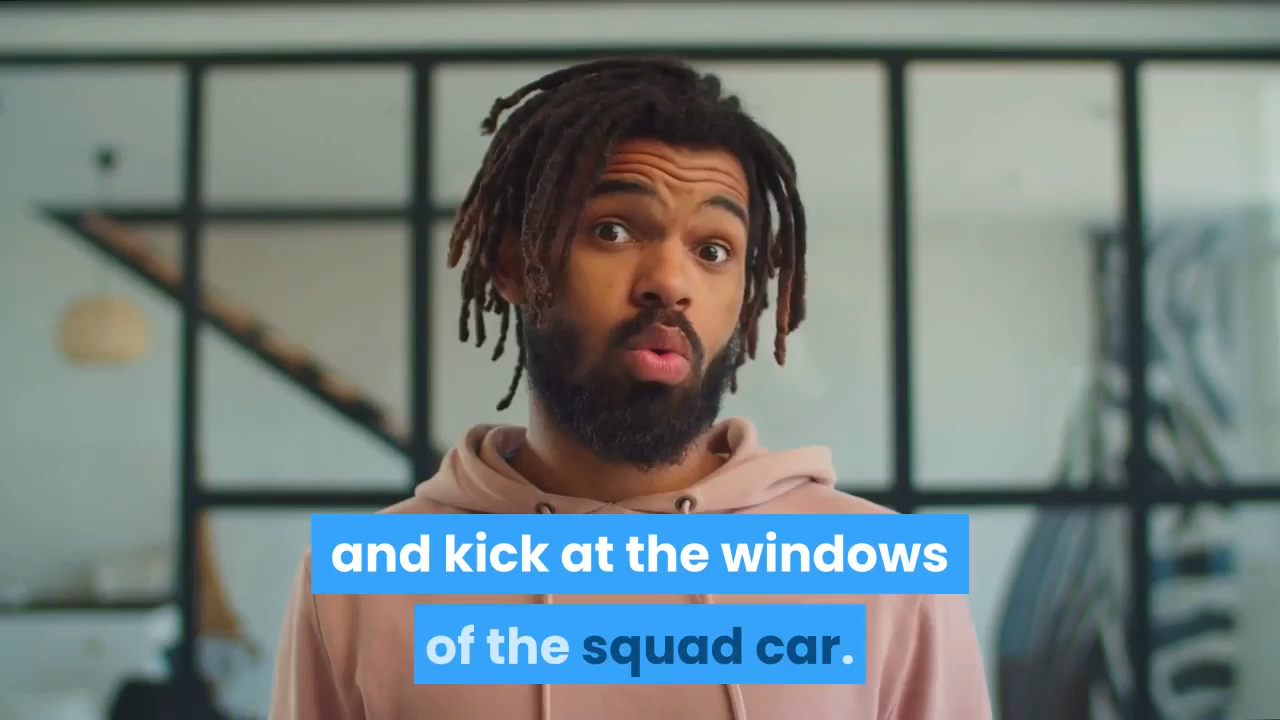 and kick at the windows
of the squad car.